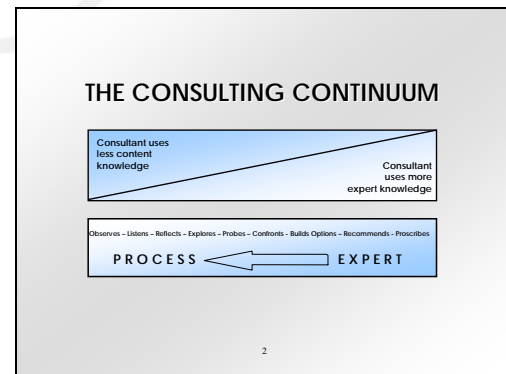 THE CONSULTING CONTINUUM
Consultant uses
less content
knowledge
Consultant
uses more
expert knowledge
Observes – Listens – Reflects – Explores – Probes – Confronts - Builds Options – Recommends - Proscribes
PROCESS EXPERT
2